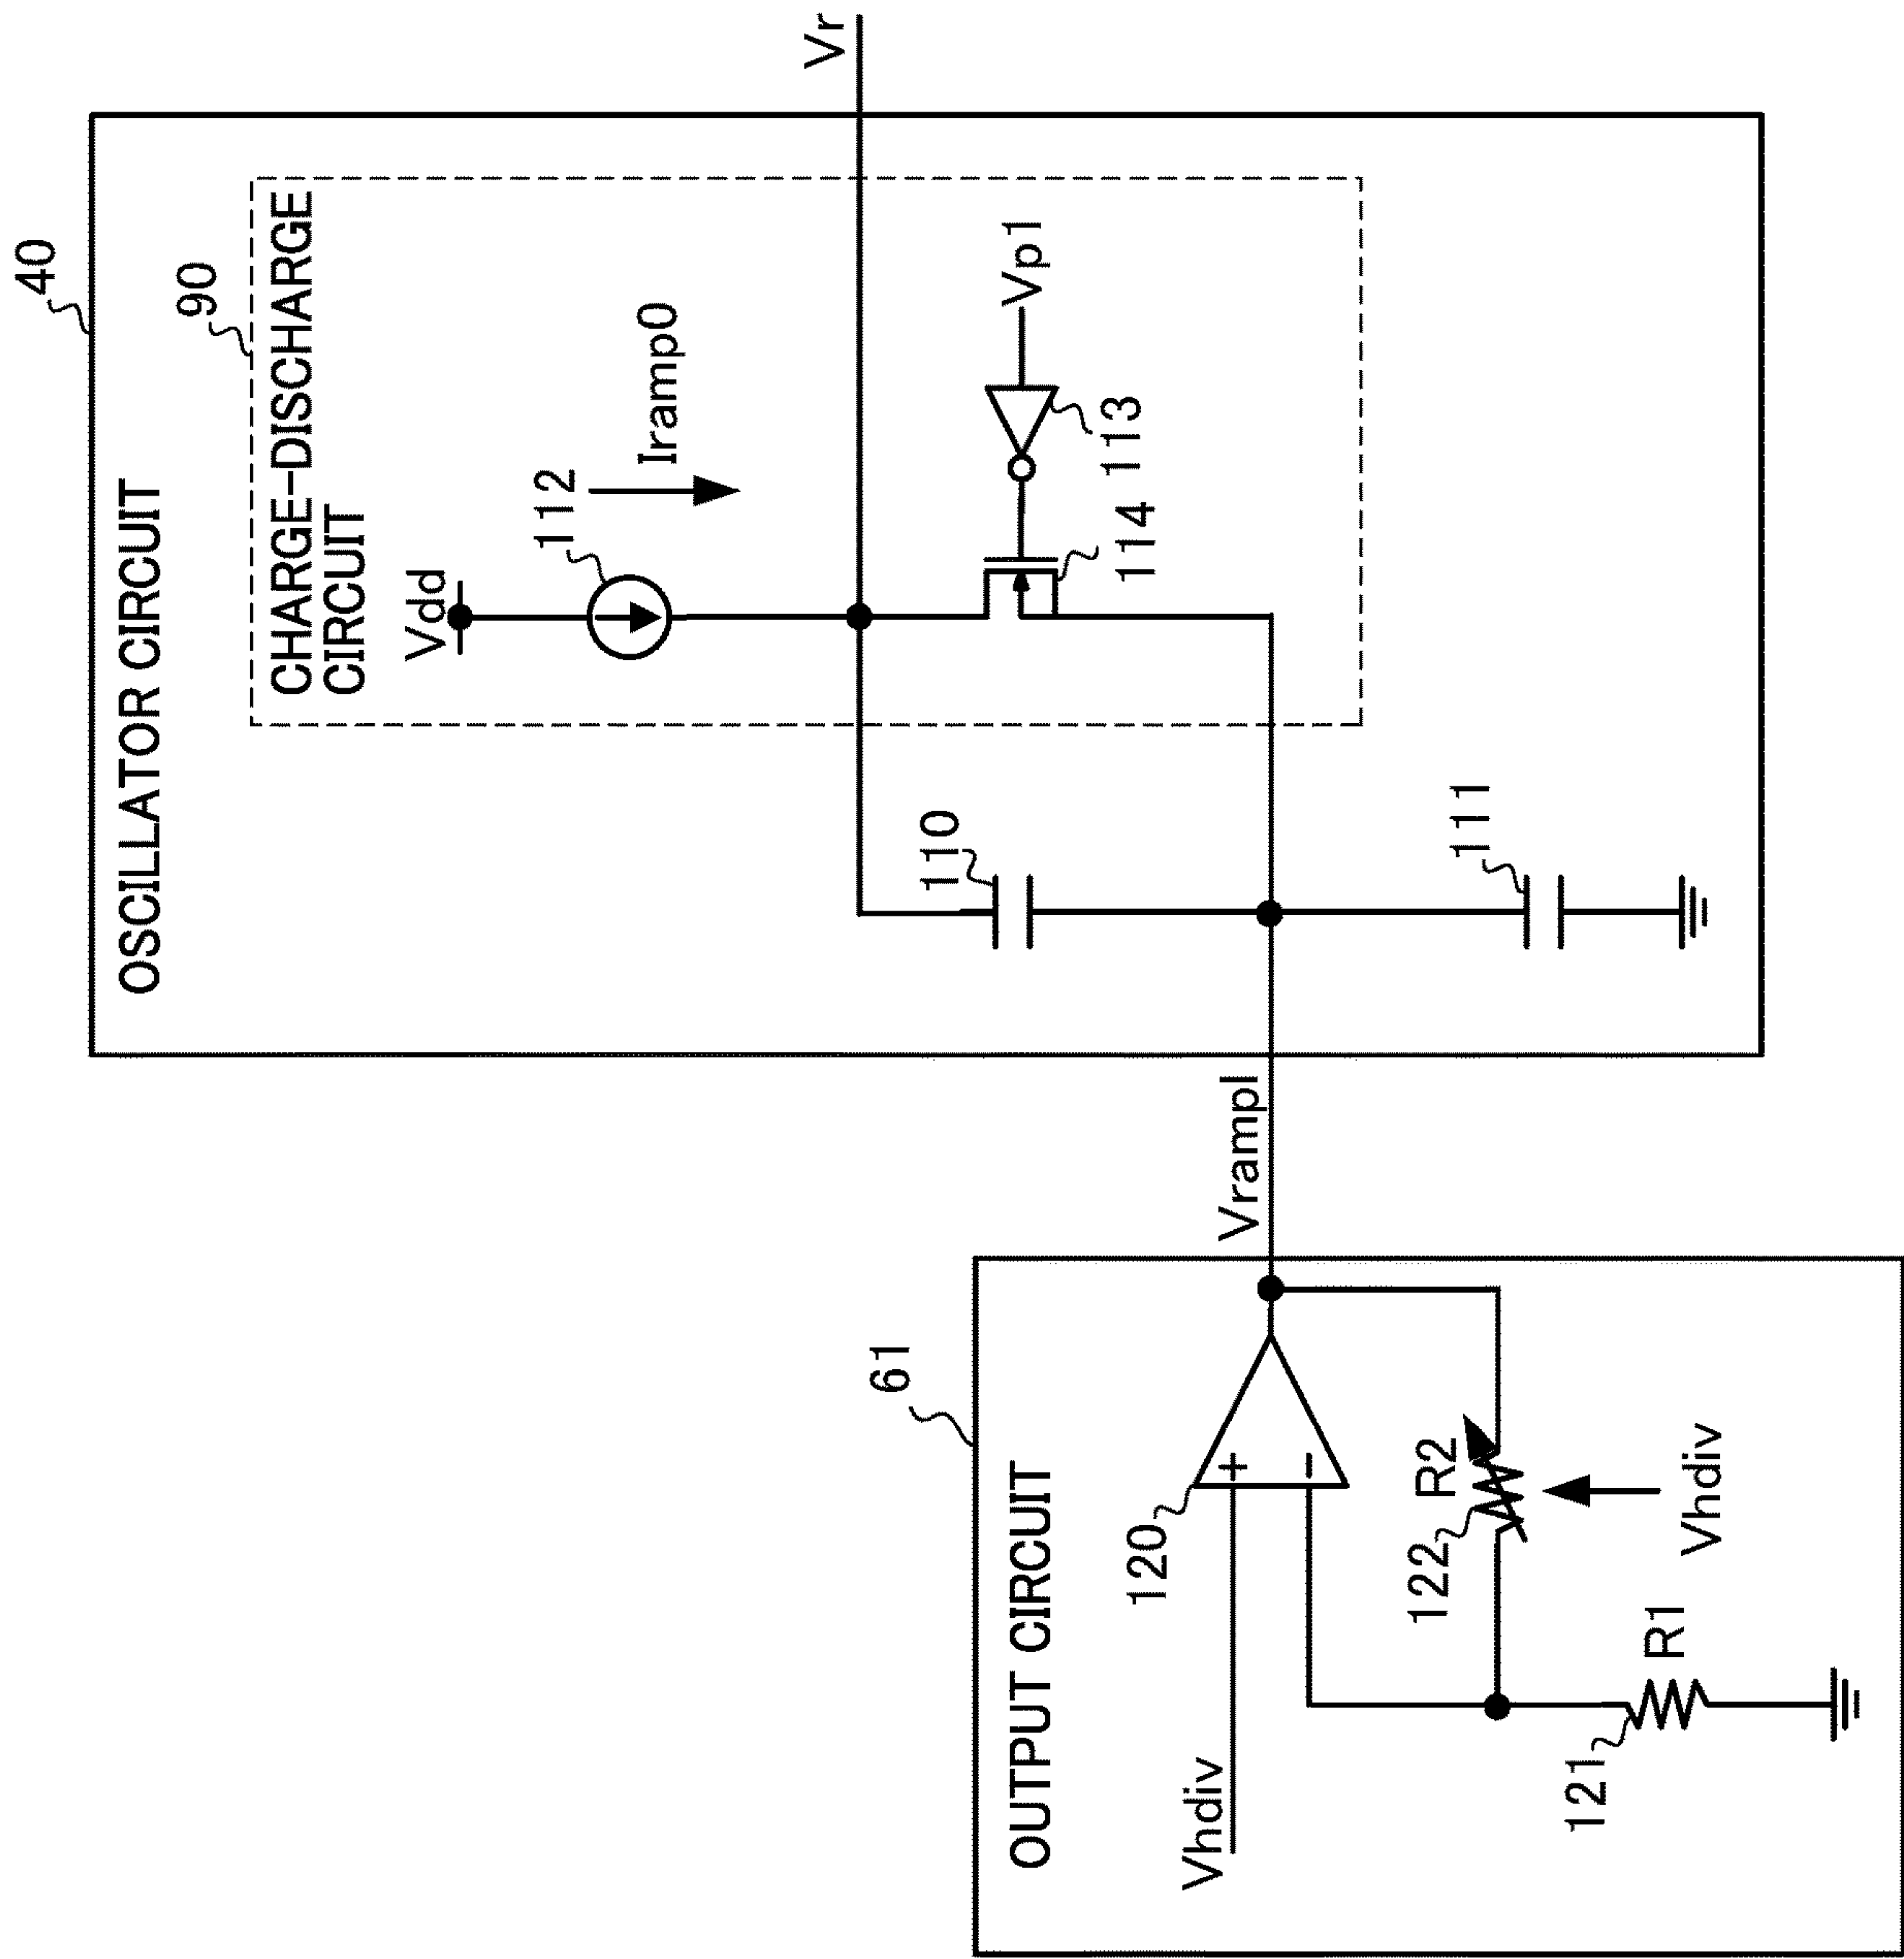 40
OSCILLATOR CIRCUIT
90
CHARGE-DISCHARGE
CIRCUIT
Vdd
112
Iramp0
Vr
Vp1
113
114
110
111
Vrampl
61
OUTPUT CIRCUIT
Vhdiv
120
122
R2
Vhdiv
121
R1
+
−